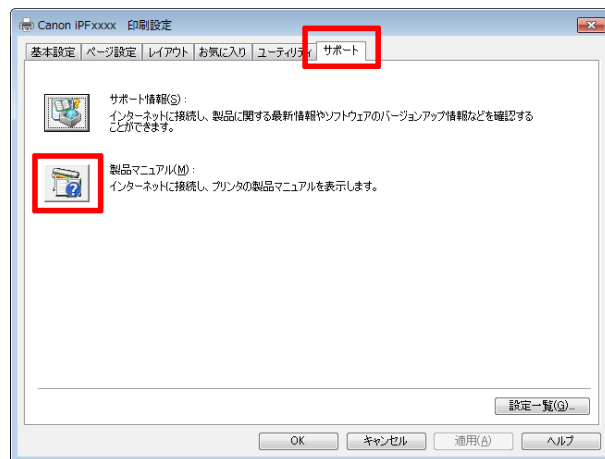 Canon iPFxxxx 印刷設定
基本設定 ページ設定 レイアウト お気に入り ユーティリティ サポート
サポート情報(S) :
インターネットに接続し、製品に関する最新情報やソフトウェアのバージョンアップ情報などを確認する
ことができます。
製品マニュアル(M) :
インターネットに接続し、プリンタの製品マニュアルを表示します。
設定一覧(G)...
OK キャンセル 適用(A) ヘルプ